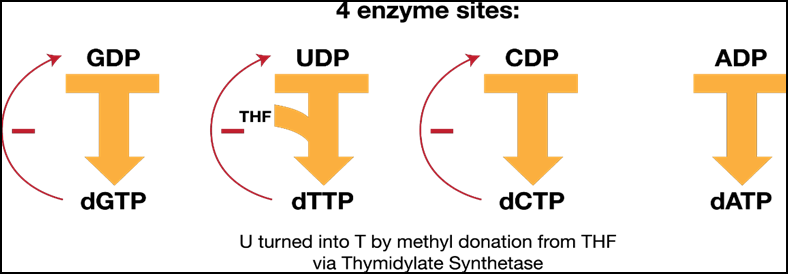 4 enzyme sites:
GDP UDP CDP ADP
THF
dGTP dTTP dCTP dATP
U turned into T by methyl donation from THF
via Thymidylate Synthetase